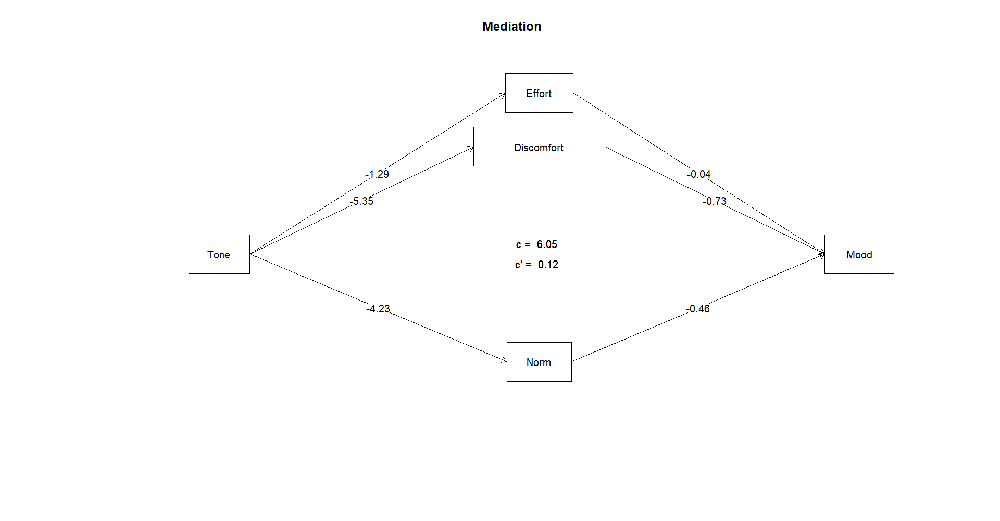 Mediation
Effort
Discomfort
-1.29
-0.04
-5.35
-0.73
c = 6.05
Tone
Mood
c' = 0.12
-4.23
-0.46
Norm